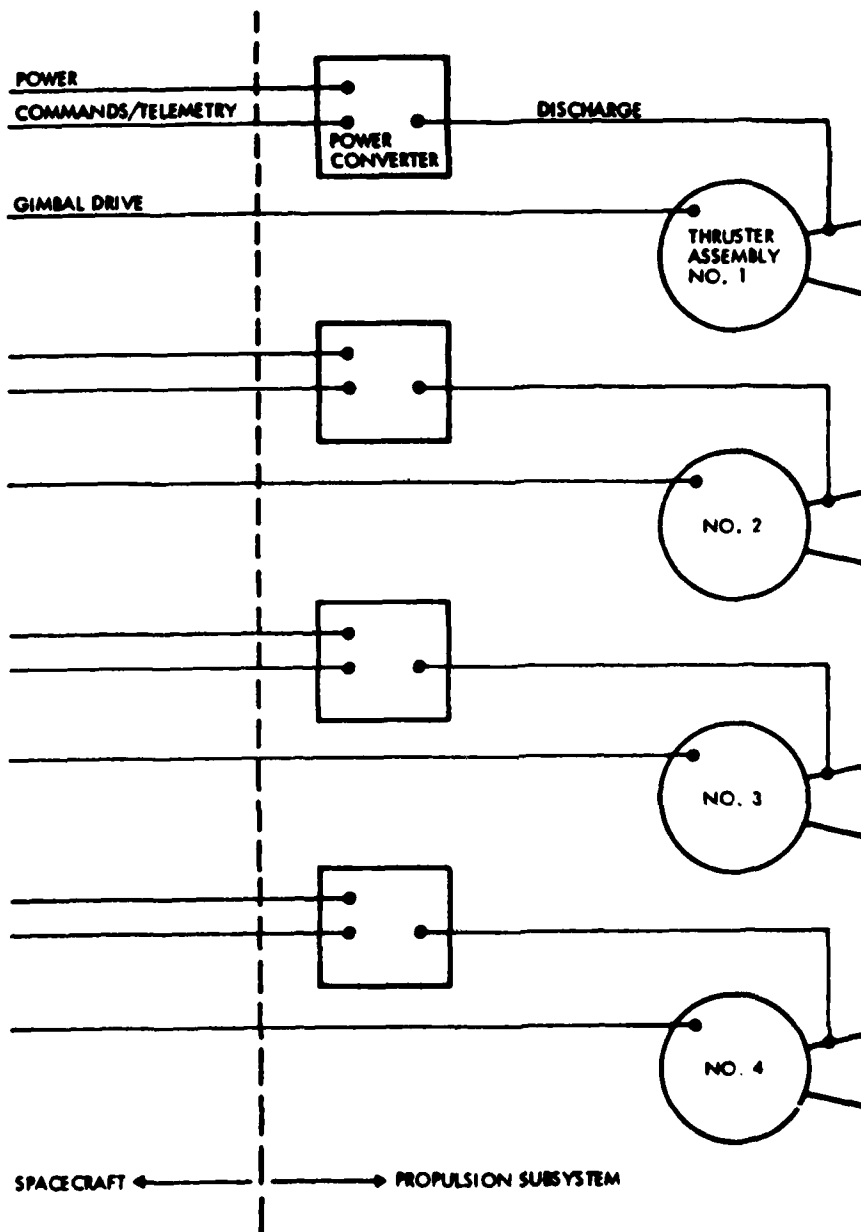 POWER
COMMANDS/TELEMETRY
POWER
CONVERTER
DISCHARGE
GIMBAL DRIVE
THRUSTER
ASSEMBLY
NO. 1
NO. 2
NO. 3
NO. 4
SPACECRAFT
PROPULSION SUBSYSTEM